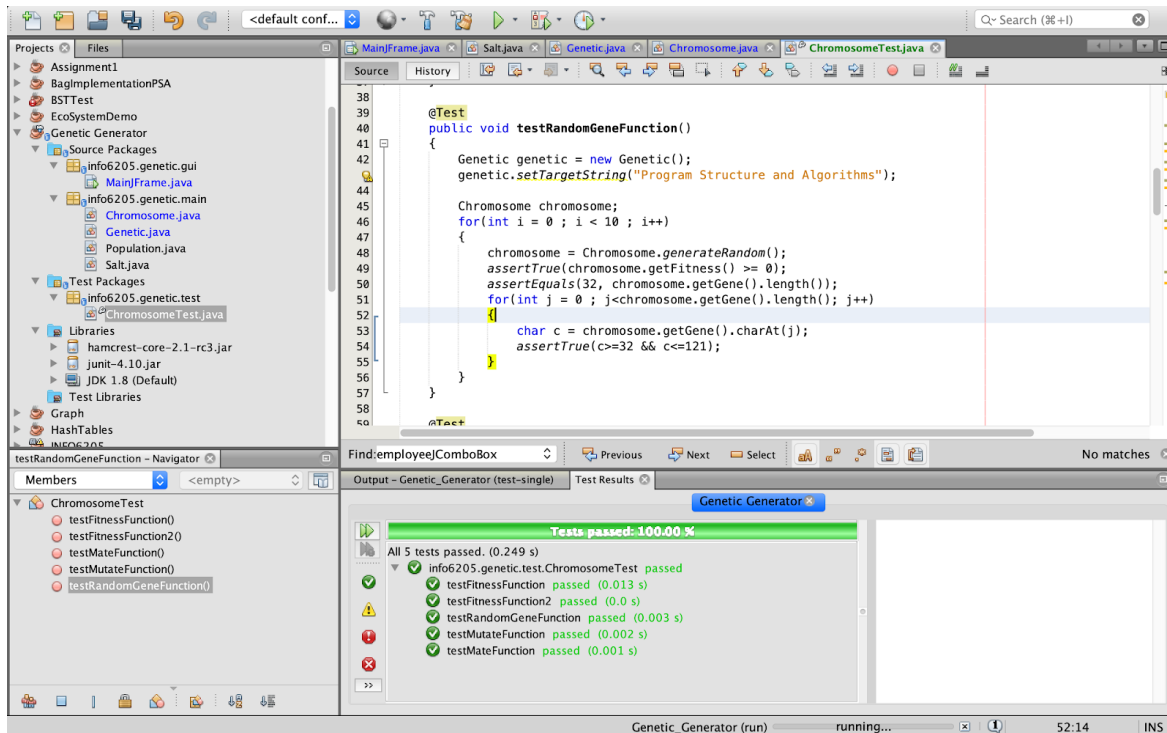 <default conf...
Search (⌘+I)
Projects
Files
Assignment1
BagImplementationPSA
BSTTest
EcoSystemDemo
Genetic Generator
Source Packages
info6205.genetic.gui
MainJFrame.java
info6205.genetic.main
Chromosome.java
Genetic.java
Population.java
Salt.java
Test Packages
info6205.genetic.test
ChromosomeTest.java
Libraries
hamcrest-core-2.1-rc3.jar
junit-4.10.jar
JDK 1.8 (Default)
Test Libraries
Graph
HashTables
INFO6205
MainJFrame.java
Salt.java
Genetic.java
Chromosome.java
ChromosomeTest.java
Source
History
38
39 @Test
40 public void testRandomGeneFunction()
41 {
42 Genetic genetic = new Genetic();
genetic.setTargetString("Program Structure and Algorithms");
44
45 Chromosome chromosome;
46 for(int i = 0 ; i < 10 ; i++)
47 {
48 chromosome = Chromosome.generateRandom();
49 assertTrue(chromosome.getFitness() >= 0);
50 assertEquals(32, chromosome.getGene().length());
51 for(int j = 0 ; j<chromosome.getGene().length(); j++)
52 {
53 char c = chromosome.getGene().charAt(j);
54 assertTrue(c>=32 && c<=121);
55 }
56 }
57 }
58
59 @Test
Find: employeeJComboBox
Previous
Next
Select
No matches
testRandomGeneFunction - Navigator
Members
<empty>
ChromosomeTest
testFitnessFunction()
testFitnessFunction2()
testMateFunction()
testMutateFunction()
testRandomGeneFunction()
Output - Genetic_Generator (test-single)
Test Results
Genetic Generator
Tests passed: 100.00 %
All 5 tests passed. (0.249 s)
info6205.genetic.test.ChromosomeTest passed
testFitnessFunction passed (0.013 s)
testFitnessFunction2 passed (0.0 s)
testRandomGeneFunction passed (0.003 s)
testMutateFunction passed (0.002 s)
testMateFunction passed (0.001 s)
>>
Genetic_Generator (run)
running...
1
52:14
INS